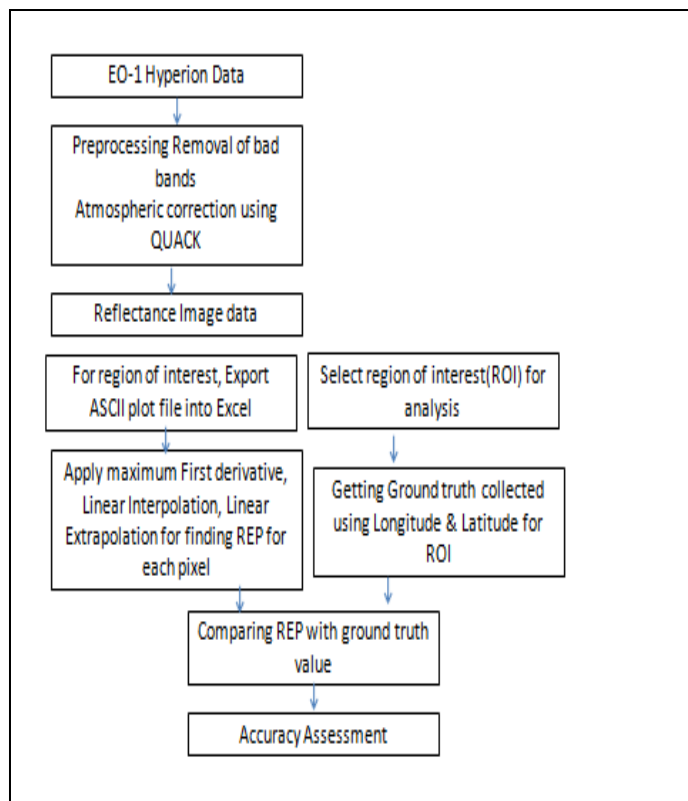 EO-1 Hyperion Data
Preprocessing Removal of bad
bands
Atmospheric correction using
QUACK
Reflectance Image data
For region of interest, Export
ASCII plot file into Excel
Select region of interest(ROI) for
analysis
Apply maximum First derivative,
Linear Interpolation, Linear
Extrapolation for finding REP for
each pixel
Getting Ground truth collected
using Longitude & Latitude for
ROI
Comparing REP with ground truth
value
Accuracy Assessment